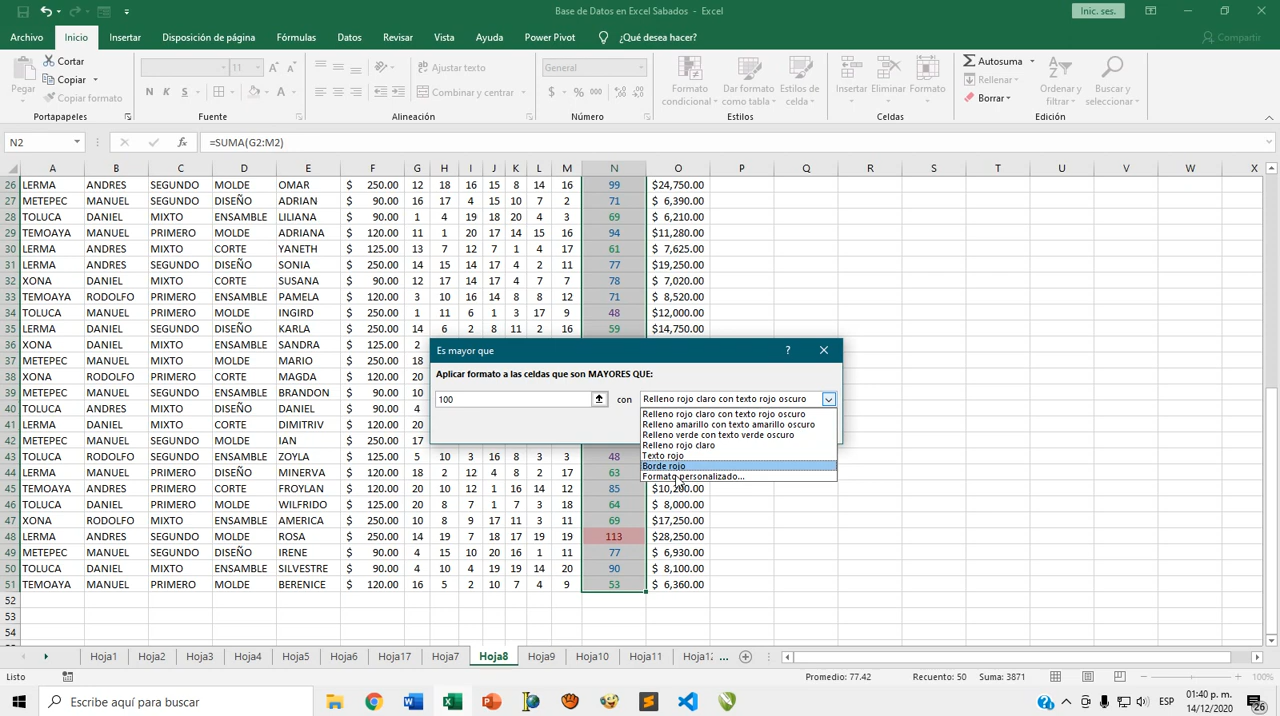 Base de Datos en Excel Sabados - Excel
Inic. ses.
Archivo Inicio Insertar Disposición de página Fórmulas Datos Revisar Vista Ayuda Power Pivot ¿Qué desea hacer? Compartir
Pegar Cortar Copiar Copiar formato Portapapeles
11 N K S Fuente
Ajustar texto Combinar y centrar Alineación
General $ % 000 Número
Formato condicional Dar formato como tabla Estilos de celda Estilos
Insertar Eliminar Formato Celdas
Autosuma Rellenar Borrar Ordenar y filtrar Buscar y seleccionar Edición
N2 fx =SUMA(G2:M2)
A B C D E F G H I J K L M N O P Q R S T U V W X
26 LERMA ANDRES SEGUNDO MOLDE OMAR $ 250.00 12 18 16 15 8 14 16 99 $24,750.00
27 METEPEC MANUEL SEGUNDO DISEÑO ADRIAN $ 90.00 16 17 4 15 10 7 2 71 $ 6,390.00
28 TOLUCA DANIEL MIXTO ENSAMBLE LILIANA $ 90.00 1 4 19 18 20 4 3 69 $ 6,210.00
29 TEMOAYA MANUEL PRIMERO MOLDE ADRIANA $ 120.00 11 1 20 17 14 15 16 94 $11,280.00
30 LERMA ANDRES MIXTO CORTE YANETH $ 125.00 13 7 12 7 1 4 17 61 $ 7,625.00
31 LERMA ANDRES SEGUNDO DISEÑO SONIA $ 250.00 14 15 14 17 4 2 11 77 $19,250.00
32 XONA DANIEL MIXTO CORTE SUSANA $ 90.00 12 17 14 17 4 7 7 78 $ 7,020.00
33 TEMOAYA RODOLFO PRIMERO ENSAMBLE PAMELA $ 120.00 3 10 16 14 8 8 12 71 $ 8,520.00
34 TOLUCA DANIEL MIXTO CORTE INGIRD $ 250.00 1 11 6 1 3 17 9 48 $12,000.00
35 LERMA DANIEL SEGUNDO DISEÑO KARLA $ 250.00 14 6 2 8 11 2 16 59 $14,750.00
36 XONA DANIEL MIXTO ENSAMBLE SANDRA $ 125.00 2
37 METEPEC MANUEL MIXTO MOLDE MARIO $ 250.00 18
38 XONA RODOLFO PRIMERO CORTE MAGDA $ 120.00 20
39 METEPEC MANUEL SEGUNDO ENSAMBLE BRANDON $ 90.00
40 TOLUCA ANDRES MIXTO DISEÑO DANIEL $ 120.00
41 LERMA DANIEL MIXTO DISEÑO DIMITRI $ 90.00
42 METEPEC MANUEL SEGUNDO MOLDE IAN $ 250.00
43 TOLUCA ANDRES MIXTO CORTE ZOYLA $ 125.00 5 48
44 LERMA DANIEL SEGUNDO DISEÑO MINERVA $ 120.00 18 2 12 10 2 8 17 63
45 TEMOAYA DANIEL PRIMERO CORTE FROYLAN $ 120.00 9 10 12 1 16 14 12 85 $10,200.00
46 TOLUCA DANIEL PRIMERO MOLDE WILFRIDO $ 125.00 20 8 7 1 7 3 18 64 $ 8,000.00
47 XONA RODOLFO MIXTO ENSAMBLE AMERICA $ 250.00 10 8 9 17 11 3 11 69 $17,250.00
48 LERMA ANDRES SEGUNDO MOLDE ROSA $ 250.00 14 19 7 18 17 19 19 113 $28,250.00
49 METEPEC MANUEL SEGUNDO DISEÑO IRENE $ 90.00 4 15 10 20 16 1 11 77 $ 6,930.00
50 TOLUCA DANIEL MIXTO ENSAMBLE SILVESTRE $ 90.00 4 10 4 19 19 14 20 90 $ 8,100.00
51 TEMOAYA MANUEL PRIMERO MOLDE BERENICE $ 120.00 16 5 2 10 7 4 9 53 $ 6,360.00
52
53
54
Es mayor que ?
Aplicar formato a las celdas que son MAYORES QUE:
100 con Relleno rojo claro con texto rojo oscuro
Relleno rojo claro con texto rojo oscuro
Relleno amarillo con texto amarillo oscuro
Relleno verde con texto verde oscuro
Relleno rojo claro
Texto rojo
Borde rojo
Formato personalizado...
Hoja1 Hoja2 Hoja3 Hoja4 Hoja5 Hoja6 Hoja17 Hoja7 Hoja8 Hoja9 Hoja10 Hoja11 Hoja12 ...
Listo Promedio: 77.42 Recuento: 50 Suma: 3871 100%
Escribe aquí para buscar
ESP
01:40 p. m.
14/12/2020
26